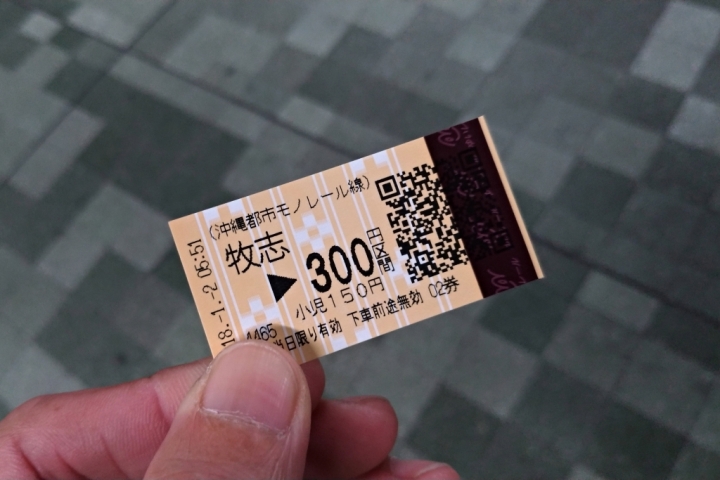 (沖縄都市モノレール線)
牧志
▶ 300円区間
小児150円
18.-1.-2 05:51
4465
当日限り有効 下車前途無効 02券